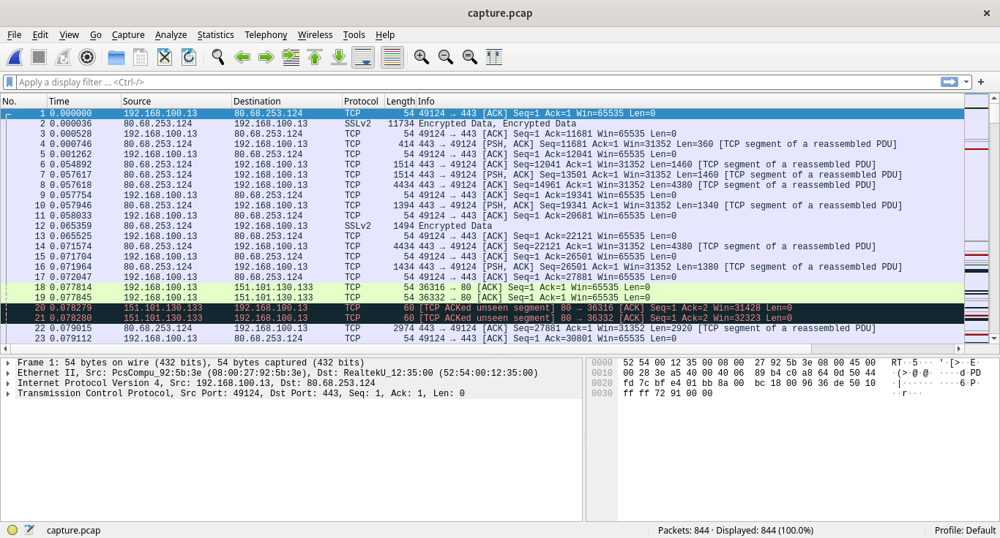 capture.pcap
File Edit View Go Capture Analyze Statistics Telephony Wireless Tools Help
Apply a display filter ... <Ctrl-/>
No. Time Source Destination Protocol Length Info
1 0.000000 192.168.100.13 80.68.253.124 TCP 54 49124 → 443 [ACK] Seq=1 Ack=1 Win=65535 Len=0
2 0.000036 80.68.253.124 192.168.100.13 SSLv2 11734 Encrypted Data, Encrypted Data
3 0.000528 192.168.100.13 80.68.253.124 TCP 54 49124 → 443 [ACK] Seq=1 Ack=11681 Win=65535 Len=0
4 0.000746 80.68.253.124 192.168.100.13 TCP 414 443 → 49124 [PSH, ACK] Seq=11681 Ack=1 Win=31352 Len=360 [TCP segment of a reassembled PDU]
5 0.001262 192.168.100.13 80.68.253.124 TCP 54 49124 → 443 [ACK] Seq=1 Ack=12041 Win=65535 Len=0
6 0.054892 80.68.253.124 192.168.100.13 TCP 1514 443 → 49124 [ACK] Seq=12041 Ack=1 Win=31352 Len=1460 [TCP segment of a reassembled PDU]
7 0.057617 80.68.253.124 192.168.100.13 TCP 1514 443 → 49124 [PSH, ACK] Seq=13501 Ack=1 Win=31352 Len=1460 [TCP segment of a reassembled PDU]
8 0.057618 80.68.253.124 192.168.100.13 TCP 4434 443 → 49124 [ACK] Seq=14961 Ack=1 Win=31352 Len=4380 [TCP segment of a reassembled PDU]
9 0.057754 192.168.100.13 80.68.253.124 TCP 54 49124 → 443 [ACK] Seq=1 Ack=19341 Win=65535 Len=0
10 0.057946 80.68.253.124 192.168.100.13 TCP 1394 443 → 49124 [PSH, ACK] Seq=19341 Ack=1 Win=31352 Len=1340 [TCP segment of a reassembled PDU]
11 0.058033 192.168.100.13 80.68.253.124 TCP 54 49124 → 443 [ACK] Seq=1 Ack=20681 Win=65535 Len=0
12 0.065359 80.68.253.124 192.168.100.13 SSLv2 1494 Encrypted Data
13 0.065525 192.168.100.13 80.68.253.124 TCP 54 49124 → 443 [ACK] Seq=1 Ack=22121 Win=65535 Len=0
14 0.071574 80.68.253.124 192.168.100.13 TCP 4434 443 → 49124 [ACK] Seq=22121 Ack=1 Win=31352 Len=4380 [TCP segment of a reassembled PDU]
15 0.071704 192.168.100.13 80.68.253.124 TCP 54 49124 → 443 [ACK] Seq=1 Ack=26501 Win=65535 Len=0
16 0.071964 80.68.253.124 192.168.100.13 TCP 1434 443 → 49124 [PSH, ACK] Seq=26501 Ack=1 Win=31352 Len=1380 [TCP segment of a reassembled PDU]
17 0.072047 192.168.100.13 80.68.253.124 TCP 54 49124 → 443 [ACK] Seq=1 Ack=27881 Win=65535 Len=0
18 0.077814 192.168.100.13 151.101.130.133 TCP 54 36316 → 80 [ACK] Seq=1 Ack=1 Win=65535 Len=0
19 0.077845 192.168.100.13 151.101.130.133 TCP 54 36332 → 80 [ACK] Seq=1 Ack=1 Win=65535 Len=0
20 0.078279 151.101.130.133 192.168.100.13 TCP 60 [TCP ACKed unseen segment] 80 → 36316 [ACK] Seq=1 Ack=2 Win=31428 Len=0
21 0.078280 151.101.130.133 192.168.100.13 TCP 60 [TCP ACKed unseen segment] 80 → 36332 [ACK] Seq=1 Ack=2 Win=32323 Len=0
22 0.079015 80.68.253.124 192.168.100.13 TCP 2974 443 → 49124 [ACK] Seq=27881 Ack=1 Win=31352 Len=2920 [TCP segment of a reassembled PDU]
23 0.079112 192.168.100.13 80.68.253.124 TCP 54 49124 → 443 [ACK] Seq=1 Ack=30801 Win=65535 Len=0
Frame 1: 54 bytes on wire (432 bits), 54 bytes captured (432 bits)
Ethernet II, Src: PcsCompu_92:5b:3e (08:00:27:92:5b:3e), Dst: RealtekU_12:35:00 (52:54:00:12:35:00)
Internet Protocol Version 4, Src: 192.168.100.13, Dst: 80.68.253.124
Transmission Control Protocol, Src Port: 49124, Dst Port: 443, Seq: 1, Ack: 1, Len: 0
0000 52 54 00 12 35 00 08 00 27 92 5b 3e 08 00 45 00 RT··5··· '·[>··E·
0010 00 28 3e a5 40 00 40 06 89 b4 c0 a8 64 0d 50 44 ·(>·@·@· ····d·PD
0020 fd 7c bf e4 01 bb 8a 00 bc 18 00 96 36 de 50 10 ·|······ ····6·P·
0030 ff ff 72 91 00 00 ··r···
capture.pcap
Packets: 844 · Displayed: 844 (100.0%)
Profile: Default